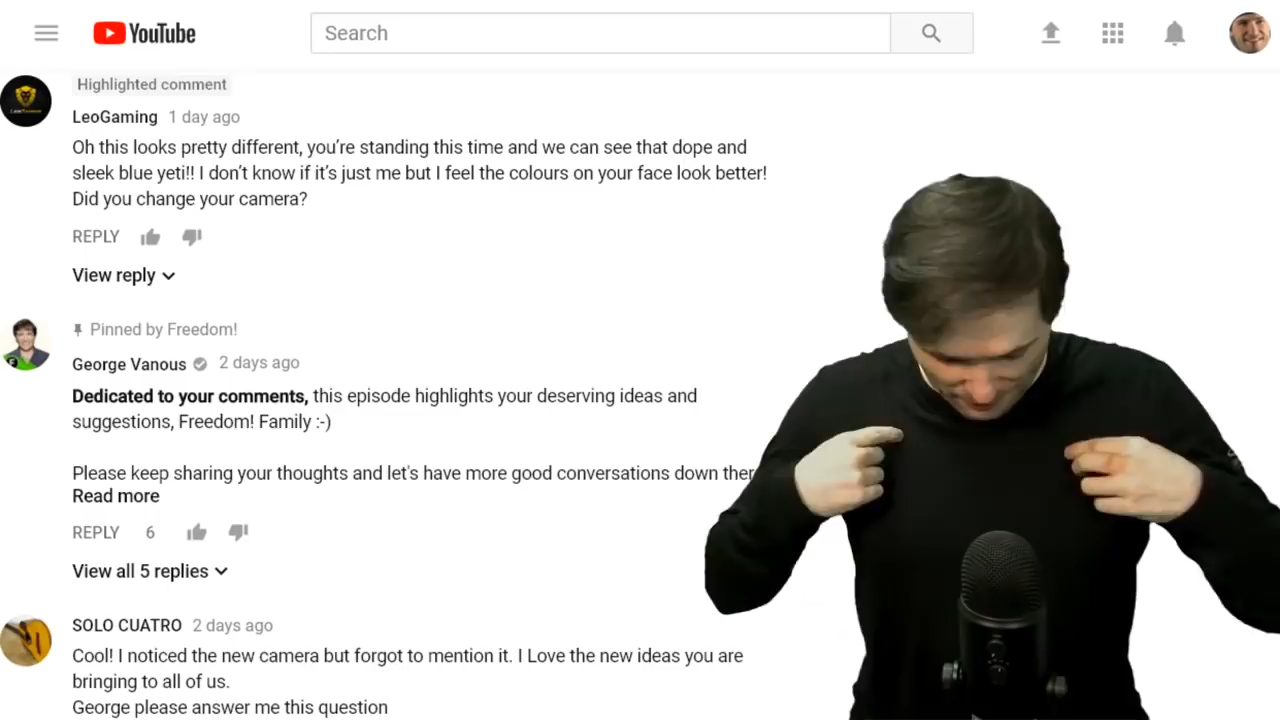 YouTube
Search
Highlighted comment
LeoGaming 1 day ago
Oh this looks pretty different, you’re standing this time and we can see that dope and
sleek blue yeti!! I don’t know if it’s just me but I feel the colours on your face look better!
Did you change your camera?
REPLY
View reply
Pinned by Freedom!
George Vanous 2 days ago
Dedicated to your comments, this episode highlights your deserving ideas and
suggestions, Freedom! Family :-)
Please keep sharing your thoughts and let's have more good conversations down ther
Read more
REPLY 6
View all 5 replies
SOLO CUATRO 2 days ago
Cool! I noticed the new camera but forgot to mention it. I Love the new ideas you are
bringing to all of us.
George please answer me this question